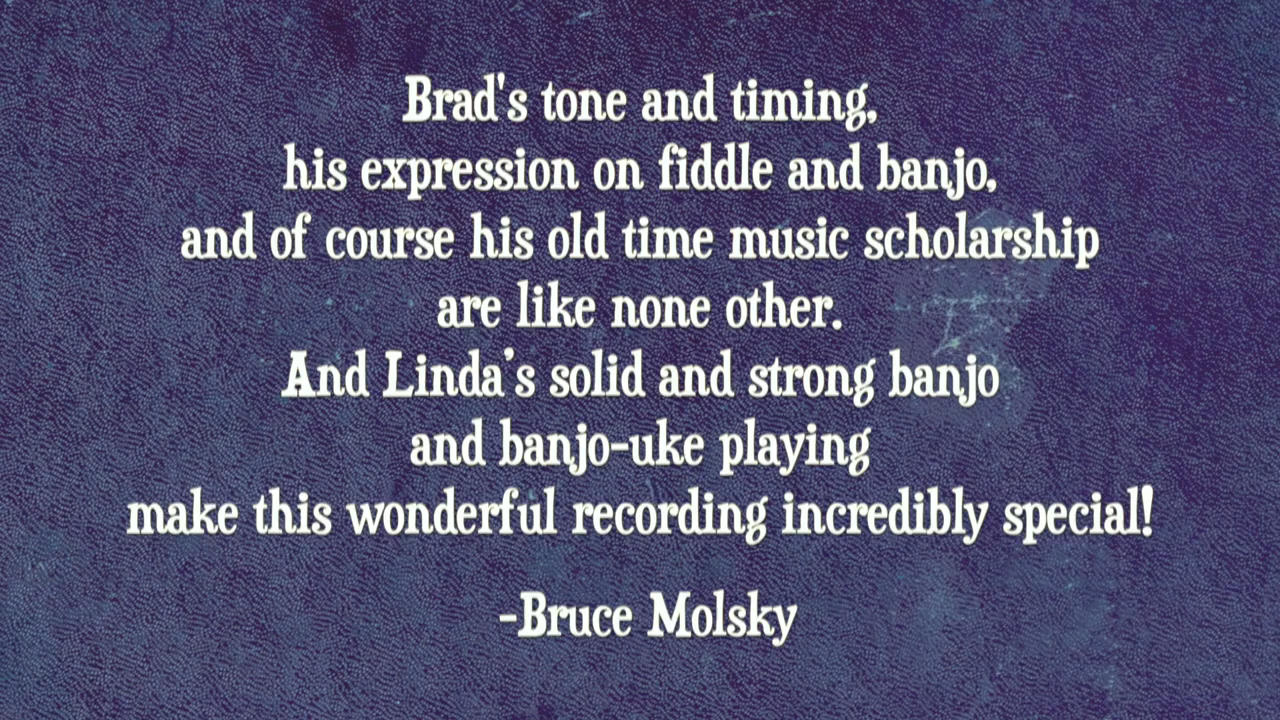 Brad's tone and timing,
his expression on fiddle and banjo,
and of course his old time music scholarship
are like none other.
And Linda’s solid and strong banjo
and banjo-uke playing
make this wonderful recording incredibly special!
-Bruce Molsky